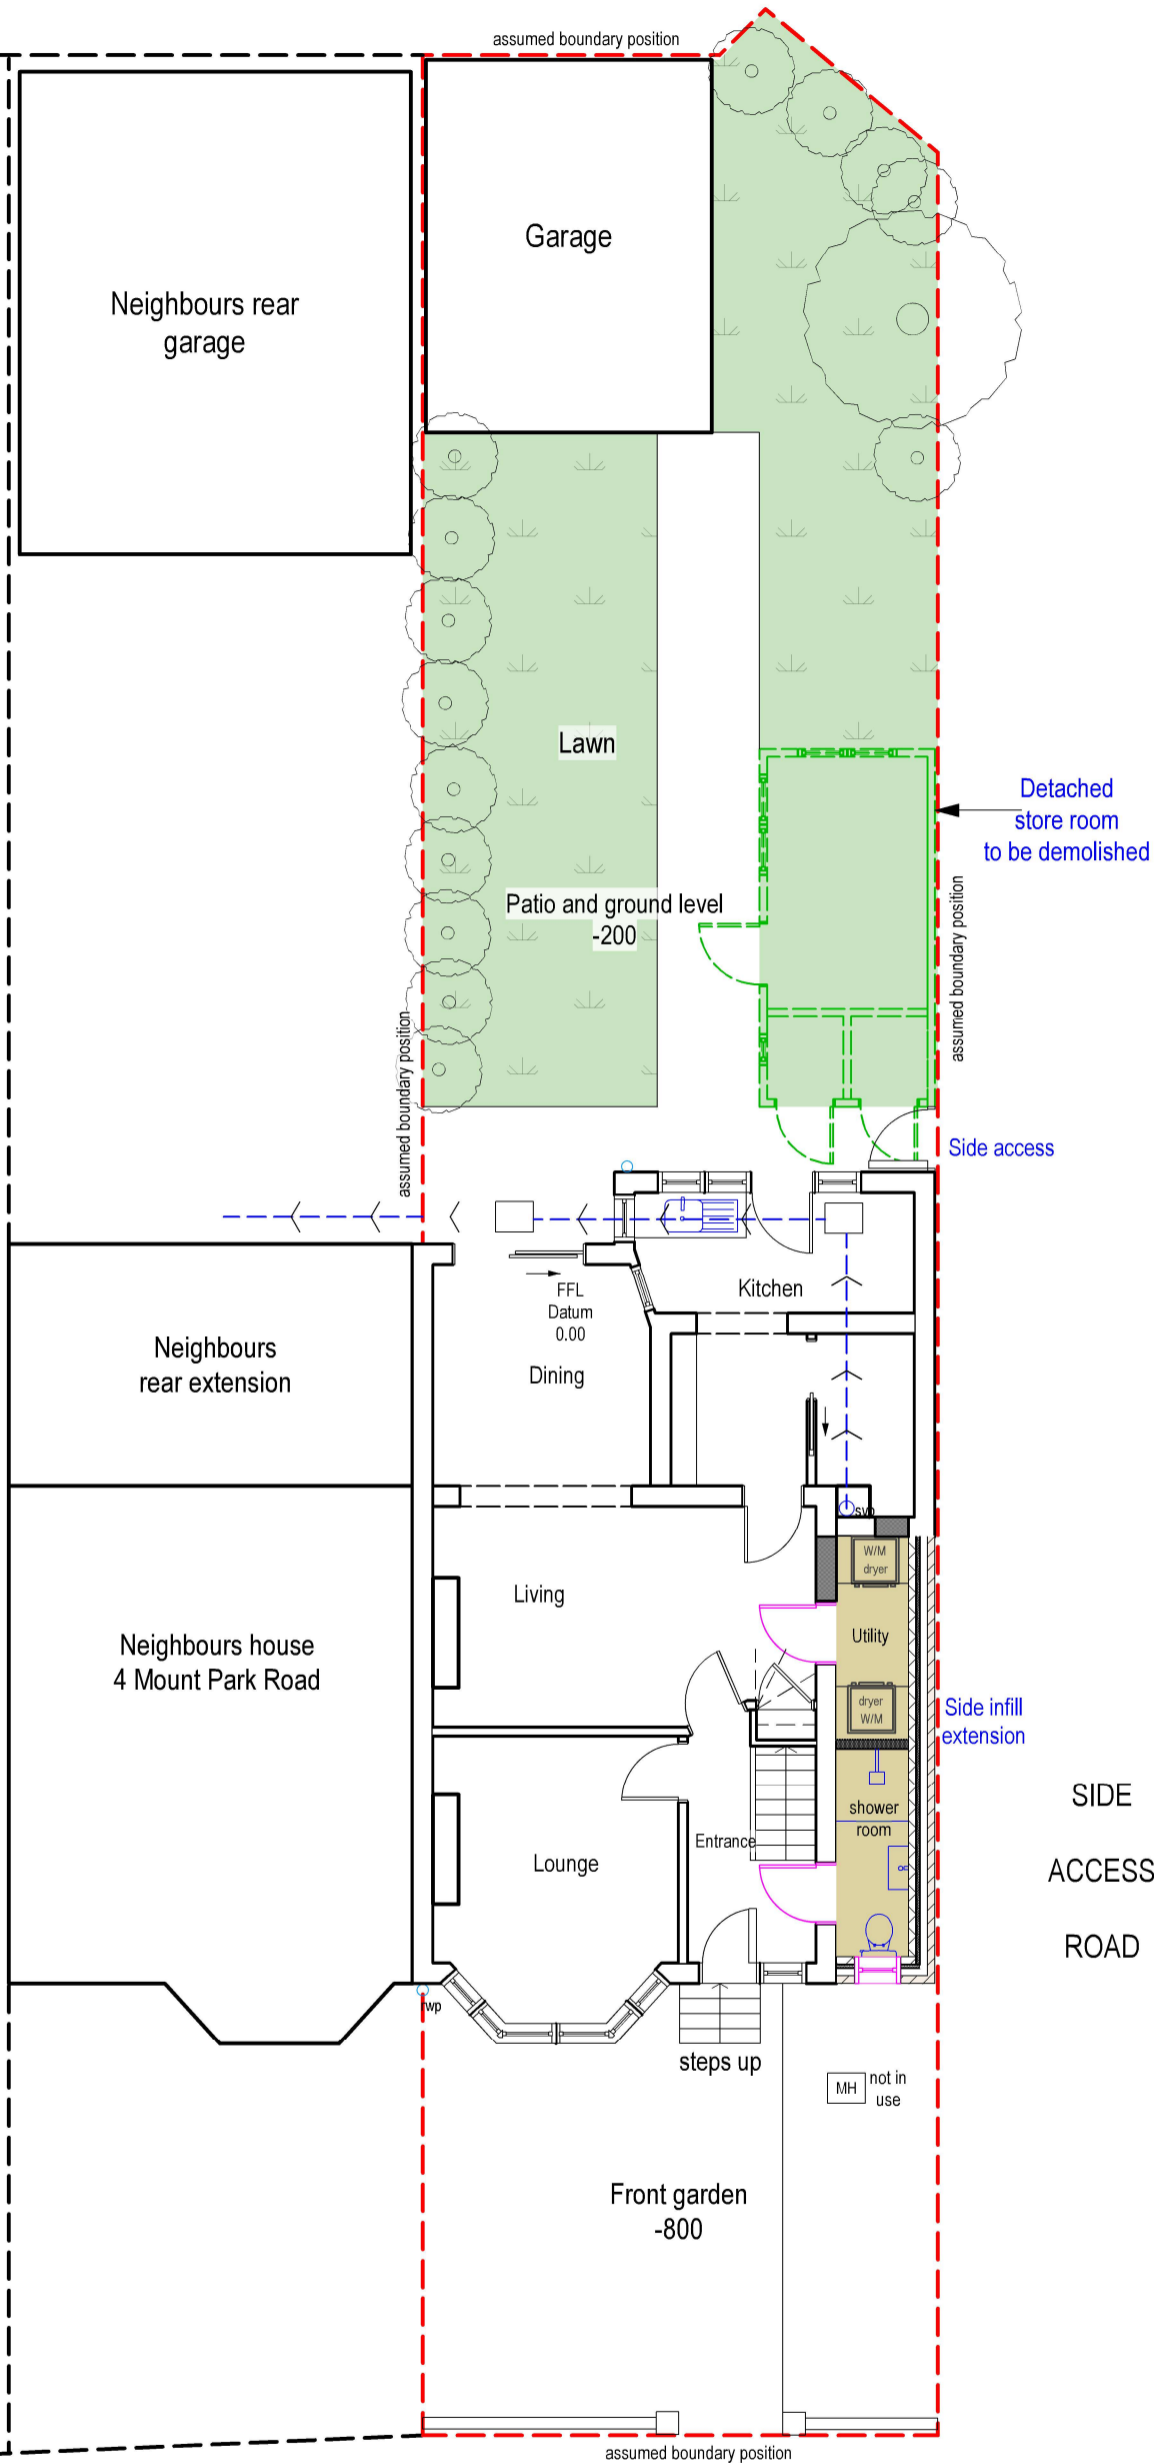 assumed boundary position
Garage
Neighbours rear
garage
Lawn
Detached
store room
to be demolished
Patio and ground level
-200
assumed boundary position
assumed boundary position
Side access
Kitchen
FFL
Datum
0.00
Dining
Neighbours
rear extension
svp
W/M
dryer
Living
Utility
Neighbours house
4 Mount Park Road
dryer
W/M
Side infill
extension
shower
room
SIDE
ACCESS
ROAD
Entrance
Lounge
rwp
steps up
MH
not in
use
Front garden
-800
assumed boundary position